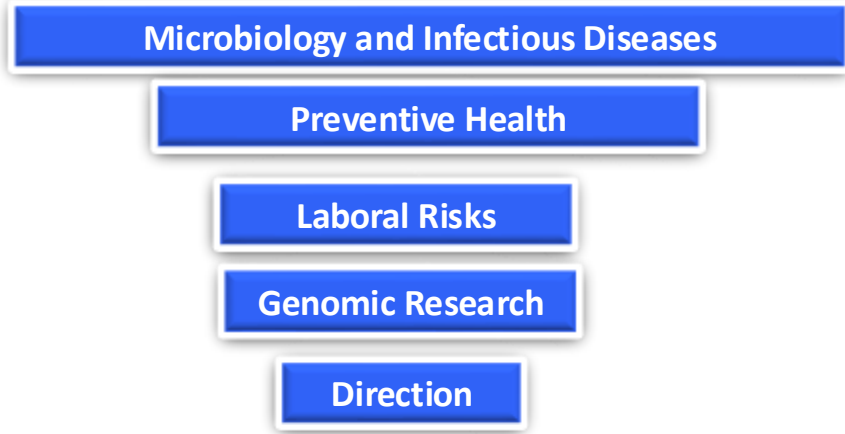 Microbiology and Infectious Diseases
Preventive Health
Laboral Risks
Genomic Research
Direction